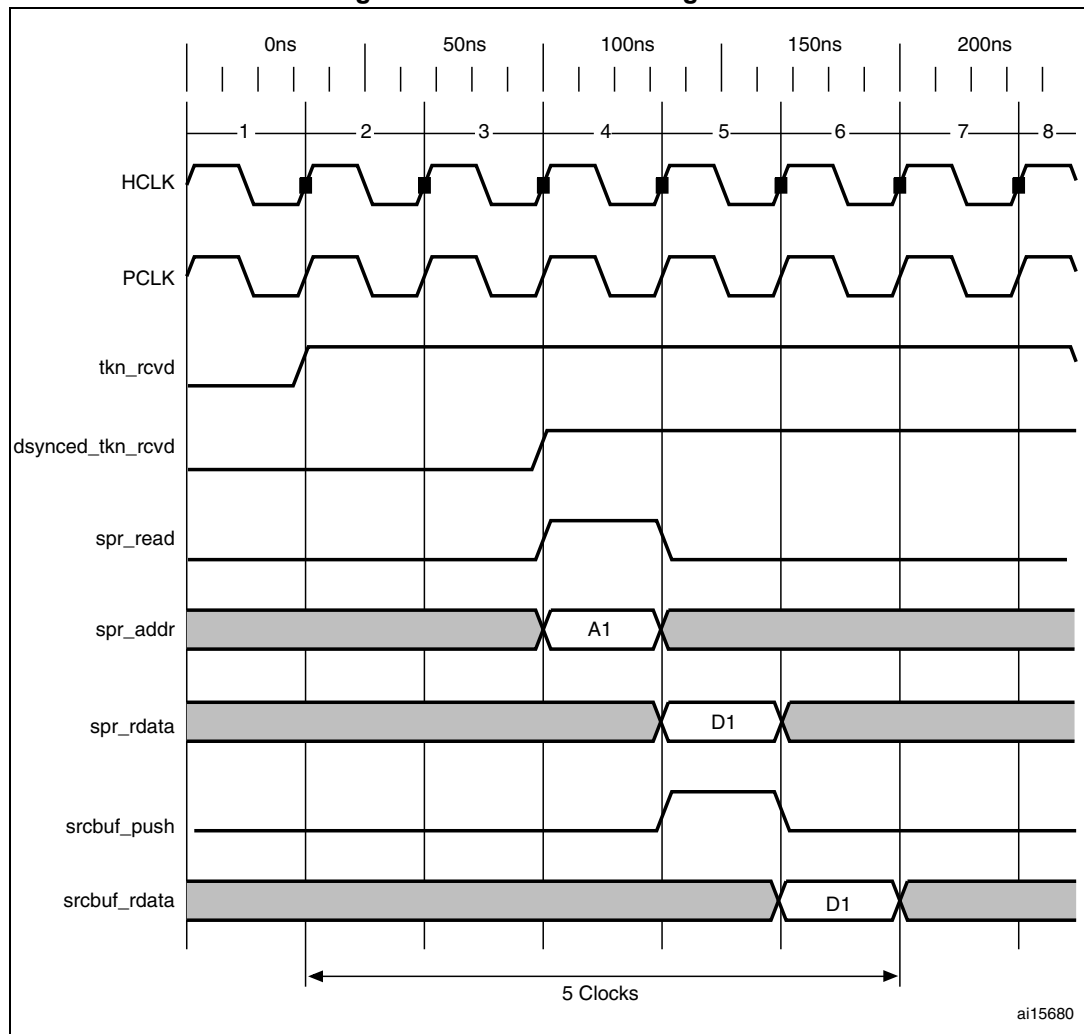 0ns 50ns 100ns 150ns 200ns
1 2 3 4 5 6 7 8
HCLK
PCLK
tkn_rcvd
dsynced_tkn_rcvd
spr_read
spr_addr A1
spr_rdata D1
srcbuf_push
srcbuf_rdata D1
5 Clocks
ai15680